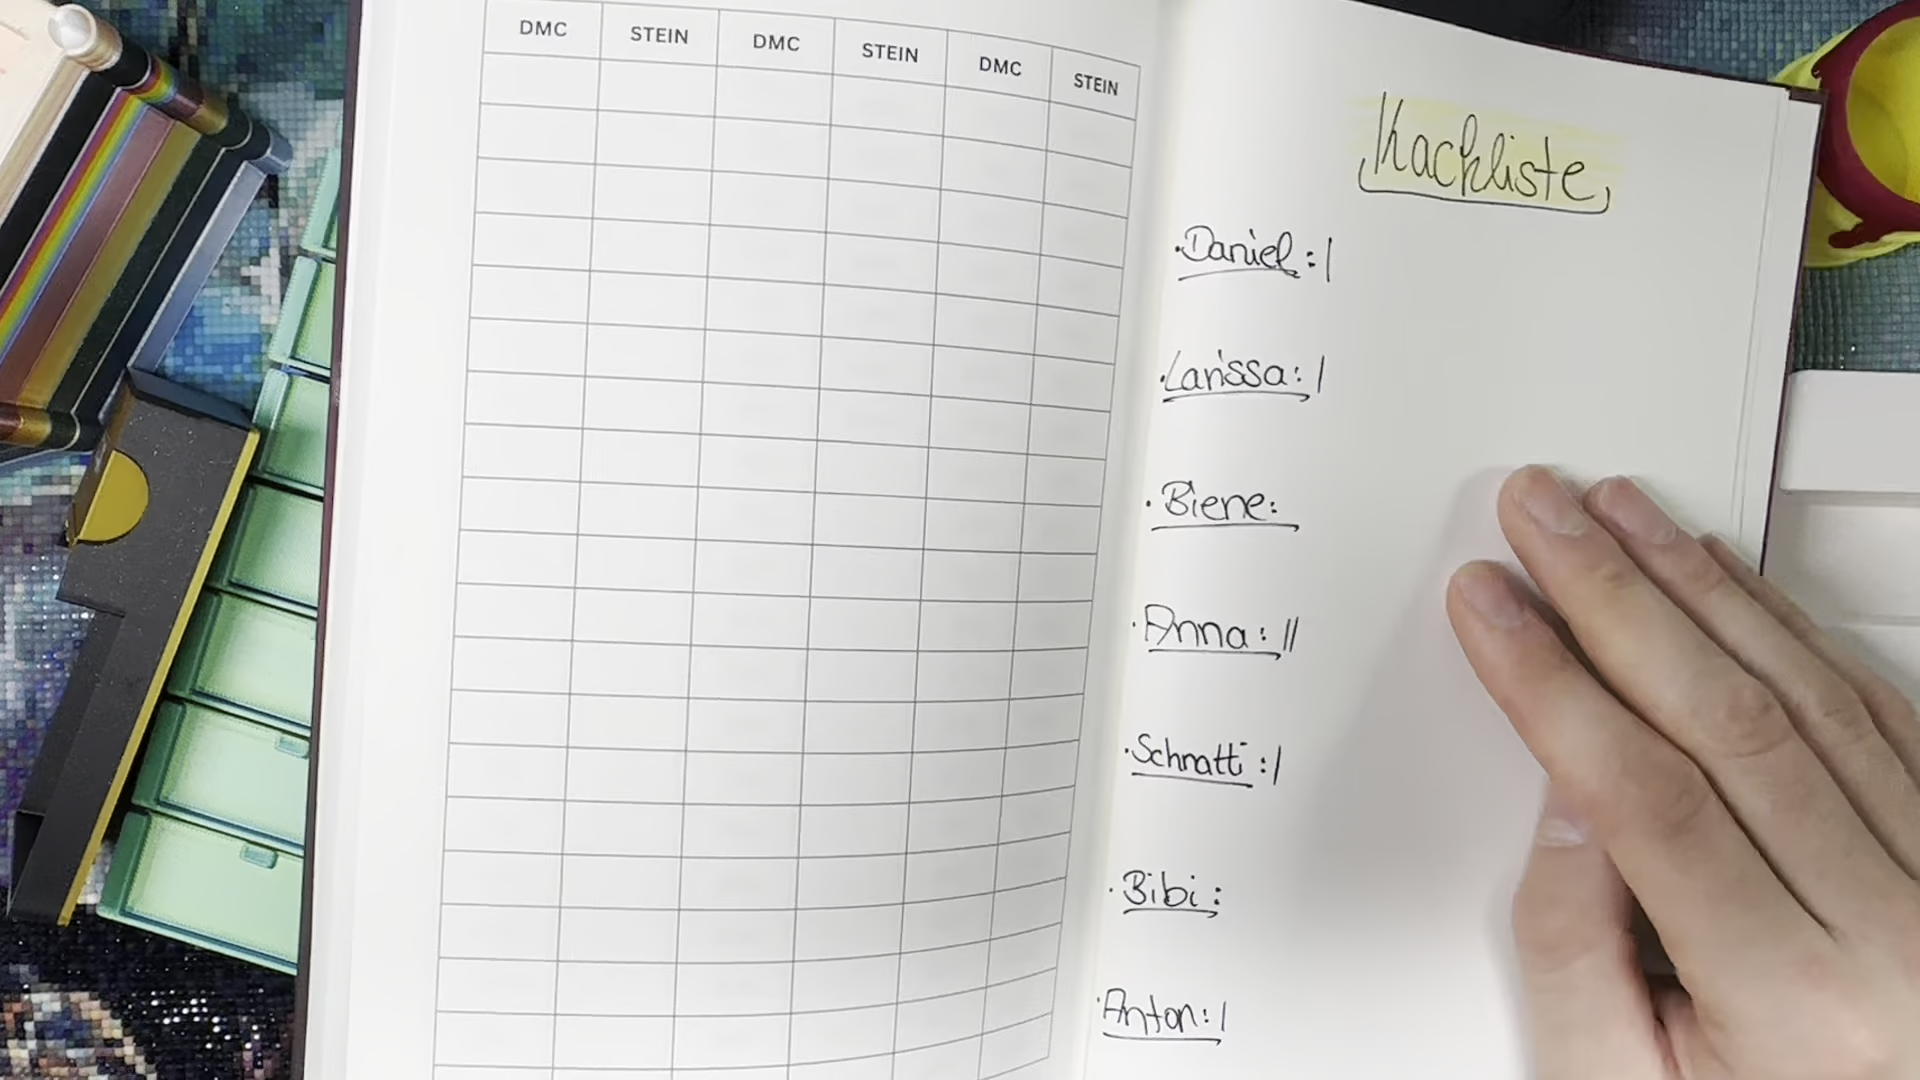 DMC STEIN DMC STEIN DMC STEIN
Kackliste
·Daniel: |
·Larissa: |
·Biene:
·Anna: ||
·Schnatti: |
·Bibi:
·Anton: |